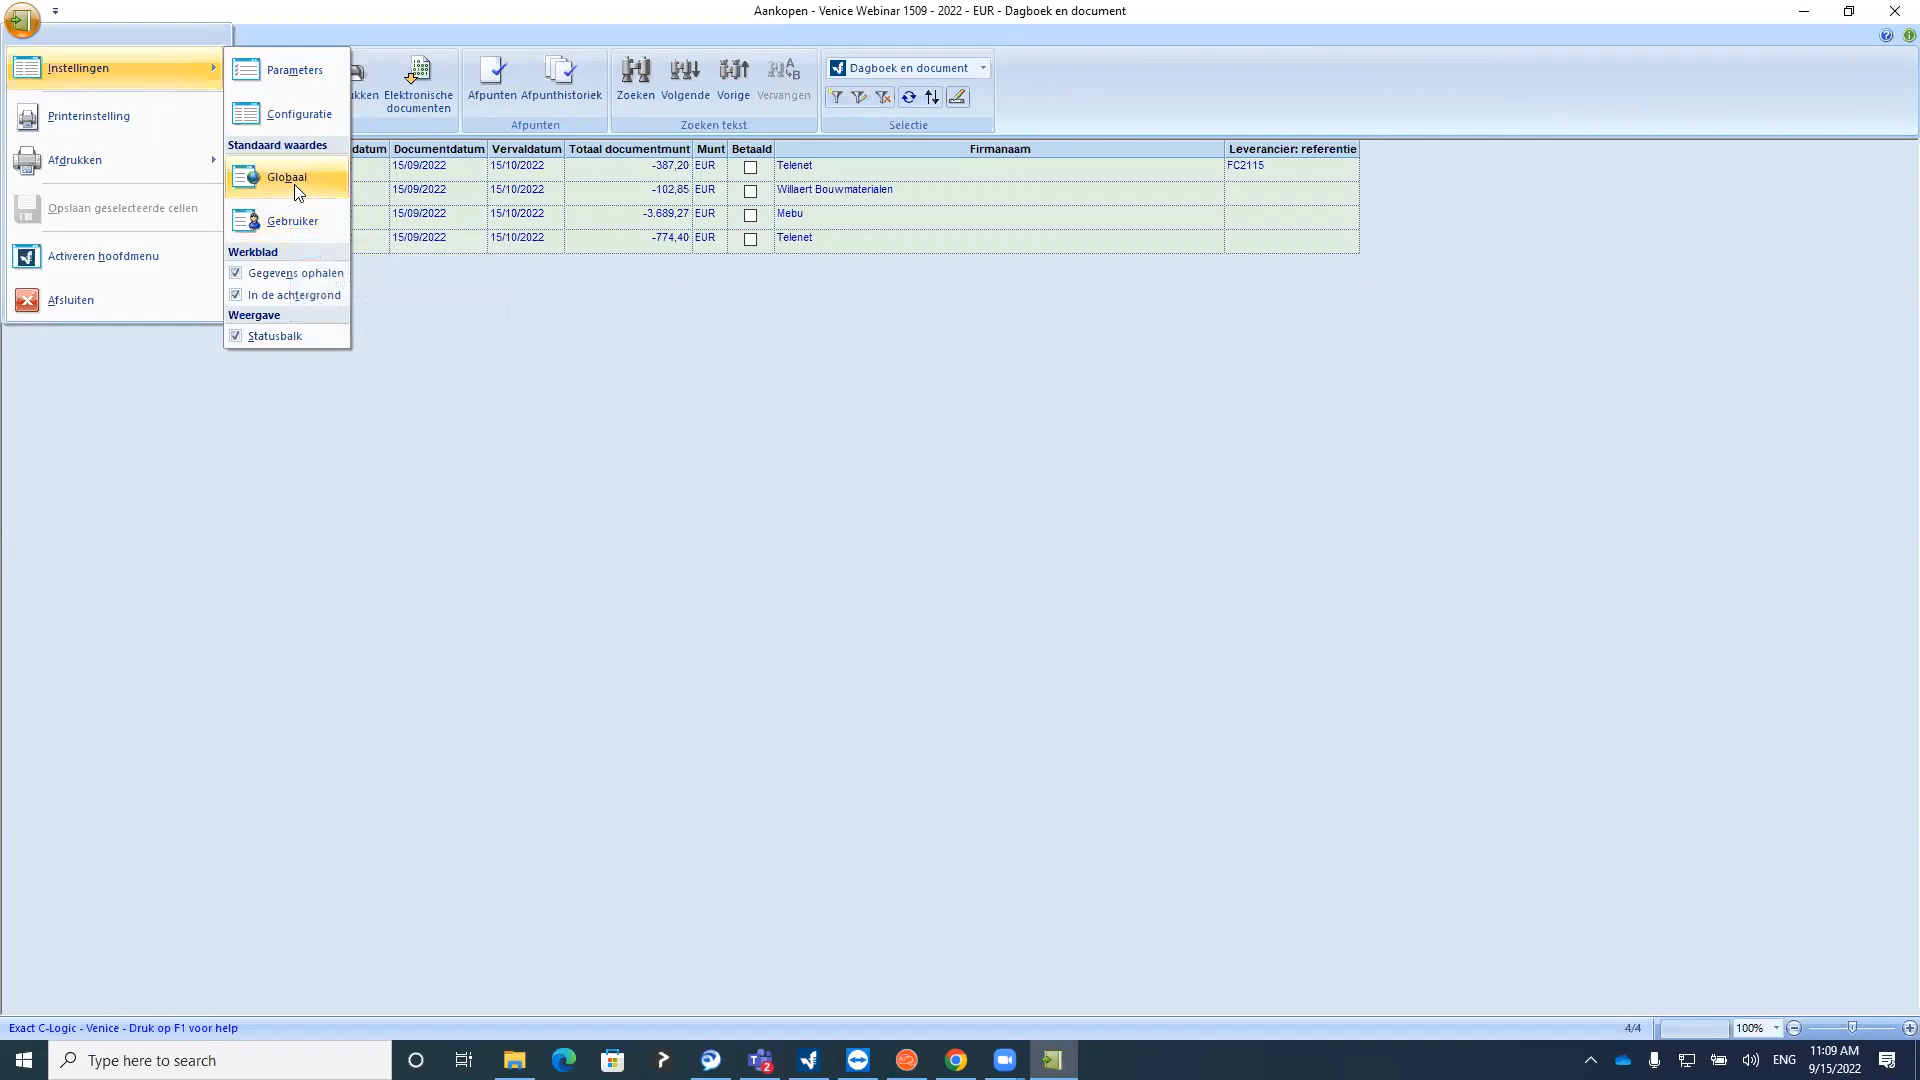 Aankopen - Venice Webinar 1509 - 2022 - EUR - Dagboek en document
Instellingen
Printerinstelling
Afdrukken
Opslaan geselecteerde cellen
Activeren hoofdmenu
Afsluiten
Parameters
Configuratie
Standaard waardes
Globaal
Gebruiker
Werkblad
Gegevens ophalen
In de achtergrond
Weergave
Statusbalk
ukken Elektronische documenten
Afpunten Afpunthistoriek
Afpunten
Zoeken Volgende Vorige Vervangen
Zoeken tekst
Dagboek en document
Selectie
datum Documentdatum Vervaldatum Totaal documentmunt Munt Betaald Firmanaam Leverancier: referentie
15/09/2022 15/10/2022 -387,20 EUR Telenet FC2115
15/09/2022 15/10/2022 -102,85 EUR Willaert Bouwmaterialen
15/09/2022 15/10/2022 -3.689,27 EUR Mebu
15/09/2022 15/10/2022 -774,40 EUR Telenet
Exact C-Logic - Venice - Druk op F1 voor help
4/4
100%
Type here to search
2
ENG
11:09 AM
9/15/2022